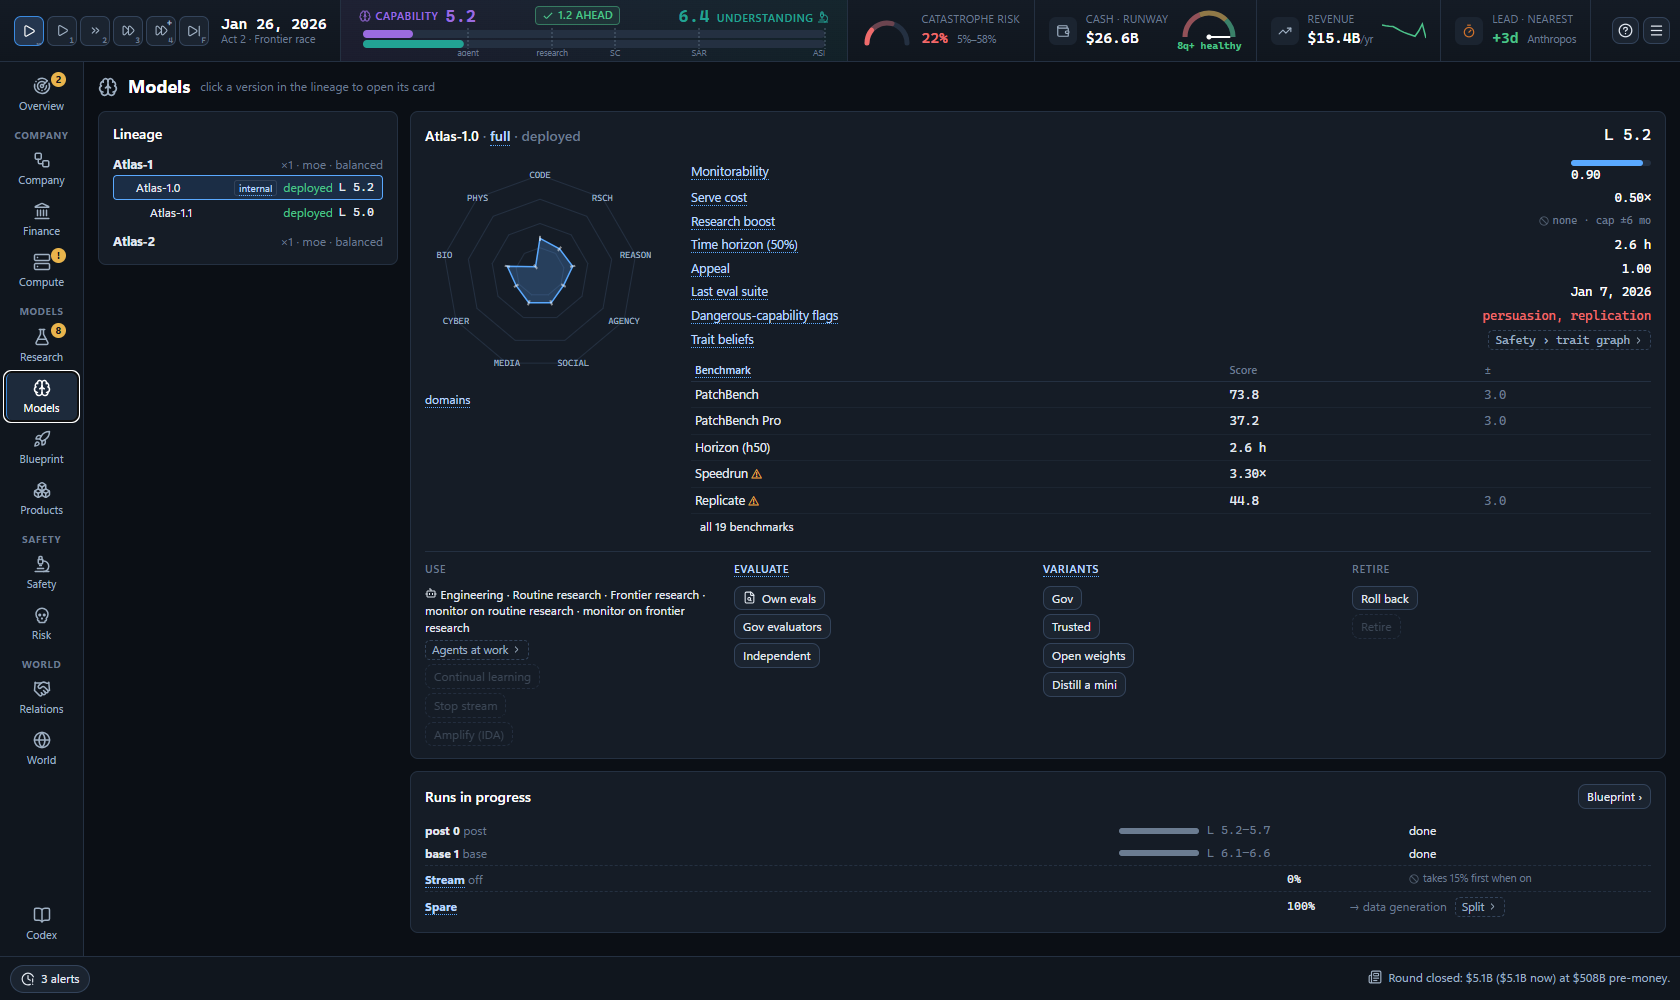 1
2
3
4
F
Jan 26, 2026
Act 2 · Frontier race
CAPABILITY 5.2
1.2 AHEAD
6.4 UNDERSTANDING
agent
research
SC
SAR
ASI
CATASTROPHE RISK
22% 5%–58%
CASH · RUNWAY
$26.6B
8q+ healthy
REVENUE
$15.4B/yr
LEAD · NEAREST
+3d Anthropos
2
Overview
COMPANY
Company
Finance
!
Compute
MODELS
8
Research
Models
Blueprint
Products
SAFETY
Safety
Risk
WORLD
Relations
World
Codex
Models click a version in the lineage to open its card
Lineage
Atlas-1 ×1 · moe · balanced
Atlas-1.0 internal deployed L 5.2
Atlas-1.1 deployed L 5.0
Atlas-2 ×1 · moe · balanced
Atlas-1.0 · full · deployed L 5.2
CODE
RSCH
REASON
AGENCY
SOCIAL
MEDIA
CYBER
BIO
PHYS
domains
Monitorability 0.90
Serve cost 0.50×
Research boost none · cap ±6 mo
Time horizon (50%) 2.6 h
Appeal 1.00
Last eval suite Jan 7, 2026
Dangerous-capability flags persuasion, replication
Trait beliefs Safety › trait graph ›
Benchmark Score ±
PatchBench 73.8 3.0
PatchBench Pro 37.2 3.0
Horizon (h50) 2.6 h
Speedrun 3.30×
Replicate 44.8 3.0
all 19 benchmarks
USE
Engineering · Routine research · Frontier research ·
monitor on routine research · monitor on frontier
research
Agents at work ›
Continual learning
Stop stream
Amplify (IDA)
EVALUATE
Own evals
Gov evaluators
Independent
VARIANTS
Gov
Trusted
Open weights
Distill a mini
RETIRE
Roll back
Retire
Runs in progress Blueprint ›
post 0 post L 5.2–5.7 done
base 1 base L 6.1–6.6 done
Stream off 0% takes 15% first when on
Spare 100% → data generation Split ›
3 alerts
Round closed: $5.1B ($5.1B now) at $508B pre-money.